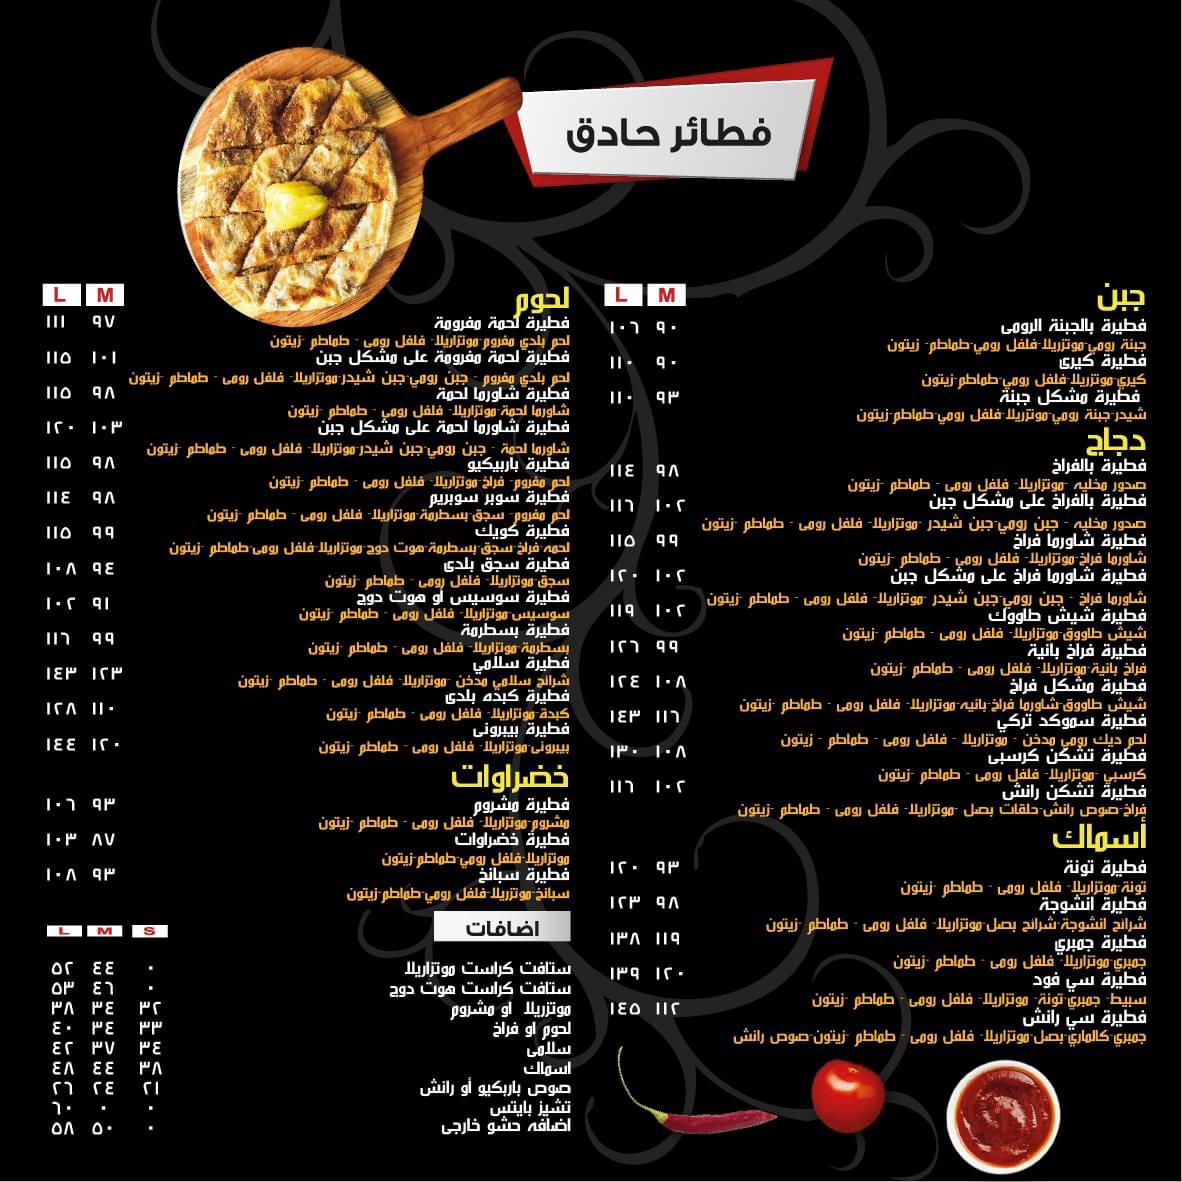 فطائر حادق
جبن
M L
فطيرة بالجبنة الرومى ٩٠ ١٠٦
جبنة رومي-موتزريلا-فلفل رومي-طماطم- زيتون
فطيرة كيرى ٩٠ ١١٠
كيري-موتزريلا-فلفل رومي-طماطم-زيتون
فطيرة مشكل جبنة ٩٣ ١١٠
شيدر-جبنة رومي-موتزريلا-فلفل رومي-طماطم-زيتون
دجاج
فطيرة بالفراخ ٩٨ ١١٤
صدور مخليه -موتزاريلا- فلفل رومى - طماطم -زيتون
فطيرة بالفراخ على مشكل جبن ١٠٢ ١١٦
صدور مخليه - جبن رومي-جبن شيدر -موتزاريلا- فلفل رومى - طماطم -زيتون
فطيرة شاورما فراخ ٩٩ ١١٥
شاورما فراخ-موتزاريلا- فلفل رومى - طماطم -زيتون
فطيرة شاورما فراخ على مشكل جبن ١٠٢ ١٢٠
شاورما فراخ - جبن رومي-جبن شيدر -موتزاريلا- فلفل رومى - طماطم -زيتون
فطيرة شيش طاووك ١٠٢ ١١٩
شيش طاووق-موتزاريلا- فلفل رومى - طماطم -زيتون
فطيرة فراخ بانية ٩٩ ١٢٦
فراخ بانية-موتزاريلا- فلفل رومى - طماطم -زيتون
فطيرة مشكل فراخ ١٠٨ ١٢٤
شيش طاووق-شاورما فراخ-بانيه-موتزاريلا- فلفل رومى - طماطم -زيتون
فطيرة سموكد تركي ١١٦ ١٤٣
لحم ديك رومي مدخن - موتزاريلا - فلفل رومى - طماطم - زيتون
فطيرة تشكن كرسبى ١٠٨ ١٣٠
كرسبي -موتزاريلا- فلفل رومى - طماطم -زيتون
فطيرة تشكن رانش ١٠٢ ١١٦
فراخ-صوص رانش-حلقات بصل -موتزاريلا- فلفل رومى - طماطم -زيتون
أسماك
فطيرة تونة ٩٣ ١٢٠
تونة-موتزاريلا- فلفل رومى - طماطم -زيتون
فطيرة انشوجة ٩٨ ١٢٣
شرائح انشوجة-شرائح بصل-موتزاريلا- فلفل رومى - طماطم -زيتون
فطيرة جمبري ١١٩ ١٣٨
جمبري-موتزاريلا- فلفل رومى - طماطم -زيتون
فطيرة سي فود ١٢٠ ١٣٩
سبيط- جمبري-تونة- موتزاريلا- فلفل رومى - طماطم -زيتون
فطيرة سي رانش ١١٢ ١٤٥
جمبري-كالماري-بصل-موتزاريلا- فلفل رومى - طماطم -زيتون-صوص رانش
لحوم
M L
فطيرة لحمة مفرومة ٩٧ ١١١
لحم بلدي مفروم-موتزاريلا- فلفل رومى - طماطم -زيتون
فطيرة لحمة مفرومة على مشكل جبن ١٠١ ١١٥
لحم بلدي مفروم - جبن رومي-جبن شيدر-موتزاريلا- فلفل رومى - طماطم -زيتون
فطيرة شاورما لحمة ٩٨ ١١٥
شاورما لحمة-موتزاريلا- فلفل رومى - طماطم -زيتون
فطيرة شاورما لحمة على مشكل جبن ١٠٣ ١٢٠
شاورما لحمة - جبن رومي-جبن شيدر-موتزاريلا- فلفل رومى - طماطم -زيتون
فطيرة باربيكيو ٩٨ ١١٥
لحم مفروم- فراخ-موتزاريلا- فلفل رومى - طماطم -زيتون
فطيرة سوبر سوبريم ٩٨ ١١٤
لحم مفروم- سجق-بسطرمة-موتزاريلا- فلفل رومى - طماطم -زيتون
فطيرة كويك ٩٩ ١١٥
لحمه-فراخ-سجق-بسطرمة-هوت دوج-موتزاريلا-فلفل رومى-طماطم-زيتون
فطيرة سجق بلدى ٩٤ ١٠٨
سجق-موتزاريلا- فلفل رومى - طماطم -زيتون
فطيرة سوسيس أو هوت دوج ٩١ ١٠٢
سوسيس-موتزاريلا- فلفل رومى - طماطم -زيتون
فطيرة بسطرمة ٩٩ ١١٦
بسطرمة-موتزاريلا- فلفل رومى - طماطم -زيتون
فطيرة سلامي ١٢٣ ١٤٣
شرائح سلامي مدخن -موتزاريلا- فلفل رومى - طماطم -زيتون
فطيرة كبده بلدى ١١٠ ١٢٨
كبدة-موتزاريلا- فلفل رومى - طماطم -زيتون
فطيرة بيبرونى ١٢٠ ١٤٤
بيبرونى-موتزاريلا- فلفل رومى - طماطم -زيتون
خضراوات
فطيرة مشروم ٩٣ ١٠٦
مشروم-موتزاريلا- فلفل رومى - طماطم -زيتون
فطيرة خضراوات ٨٧ ١٠٣
موتزاريلا-فلفل رومي-طماطم-زيتون
فطيرة سبانخ ٩٣ ١٠٨
سبانخ-موتزريلا-فلفل رومي-طماطم-زيتون
اضافات
S M L
ستافت كراست موتزاريلا ٠ ٤٤ ٥٢
ستافت كراست هوت دوج ٠ ٤٦ ٥٣
موتزريلا او مشروم ٣٢ ٣٤ ٣٨
لحوم او فراخ ٣٣ ٣٤ ٤٠
سلامى ٣٤ ٣٧ ٤٢
اسماك ٣٨ ٤٤ ٤٨
صوص باربكيو أو رانش ٢١ ٢٤ ٢٦
تشيز بايتس ٠ ٠ ٦٠
اضافه حشو خارجى ٠ ٥٠ ٥٨